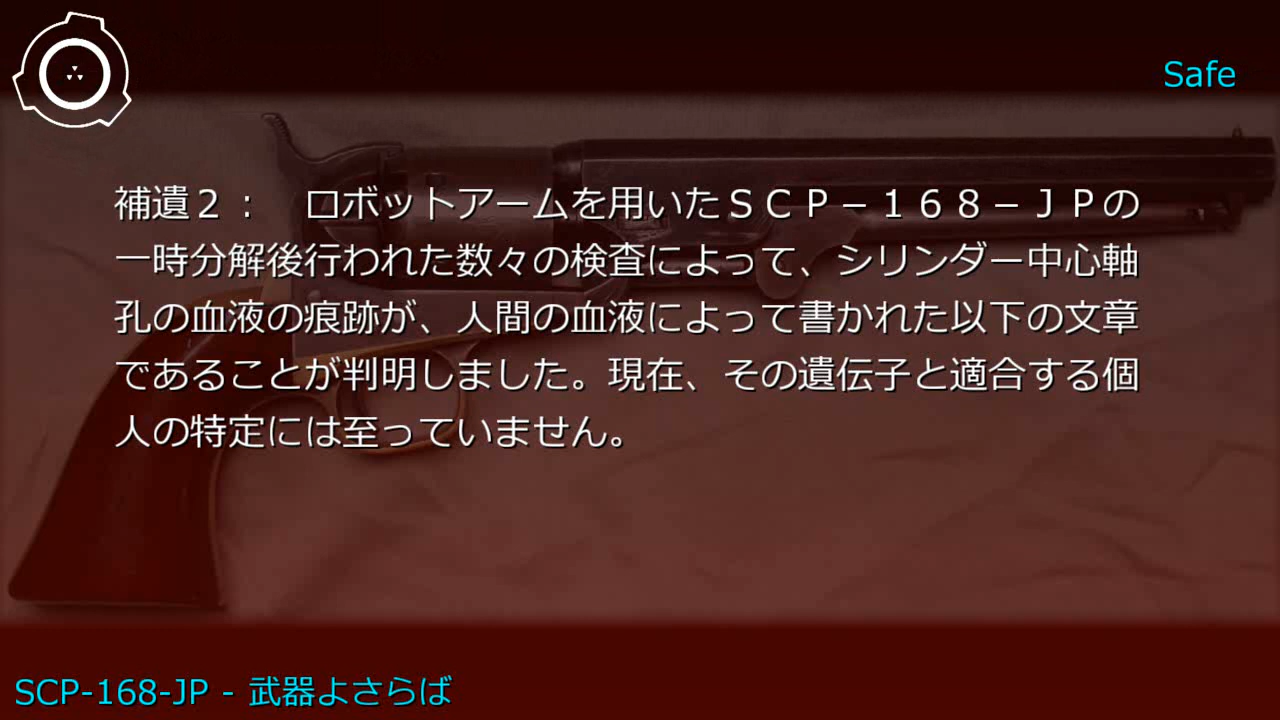 Safe
補遺２：　ロボットアームを用いたＳＣＰ－１６８－ＪＰの
一時分解後行われた数々の検査によって、シリンダー中心軸
孔の血液の痕跡が、人間の血液によって書かれた以下の文章
であることが判明しました。現在、その遺伝子と適合する個
人の特定には至っていません。
SCP-168-JP - 武器よさらば